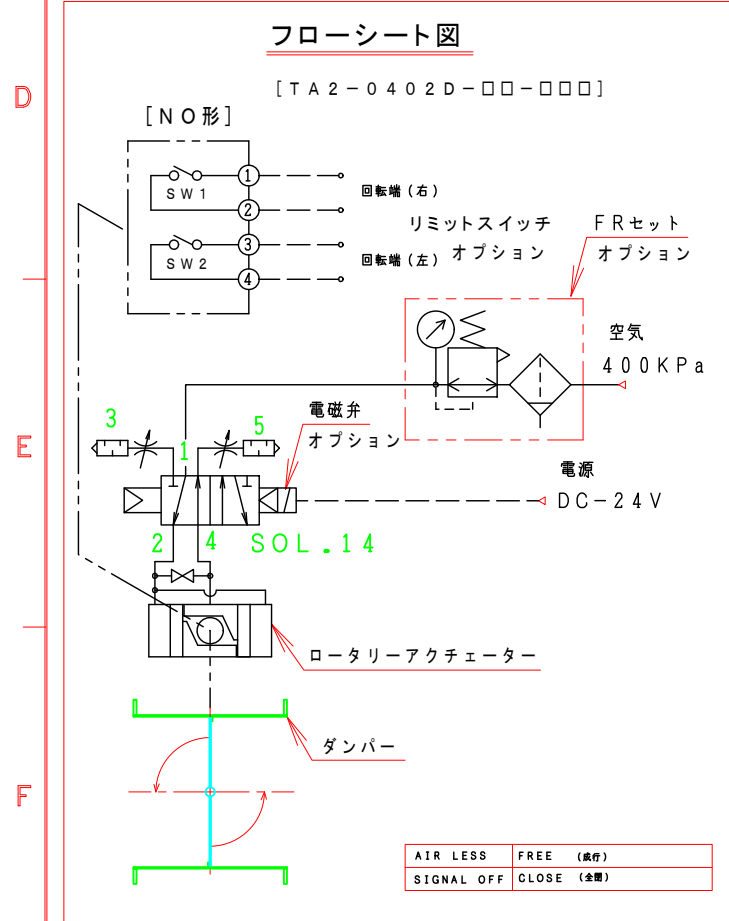 フローシート図
[TA2-0402D-□□-□□□]
[NO形]
D
1
SW1
2
回転端(右)
3
SW2
4
回転端(左)
リミットスイッチ
オプション
FRセット
オプション
空気
400KPa
電磁弁
オプション
3
1
5
E
電源
DC-24V
2
4
SOL.14
ロータリーアクチェーター
ダンパー
F
AIR LESS FREE (成行)
SIGNAL OFF CLOSE (全閉)